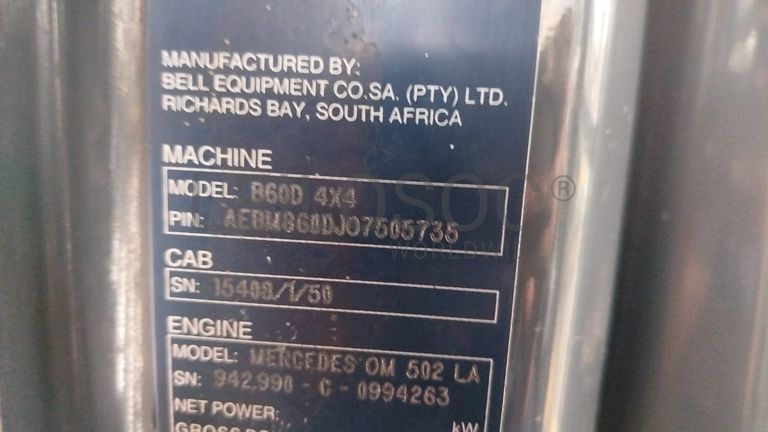 MANUFACTURED BY:
BELL EQUIPMENT CO.SA. (PTY) LTD.
RICHARDS BAY, SOUTH AFRICA
MACHINE
MODEL: B60D 4X4
PIN:
CAB
SN: 15408/1/50
ENGINE
MODEL: MERCEDES OM 502 LA
SN: 942.990 - C - 0994263
NET POWER:
kW